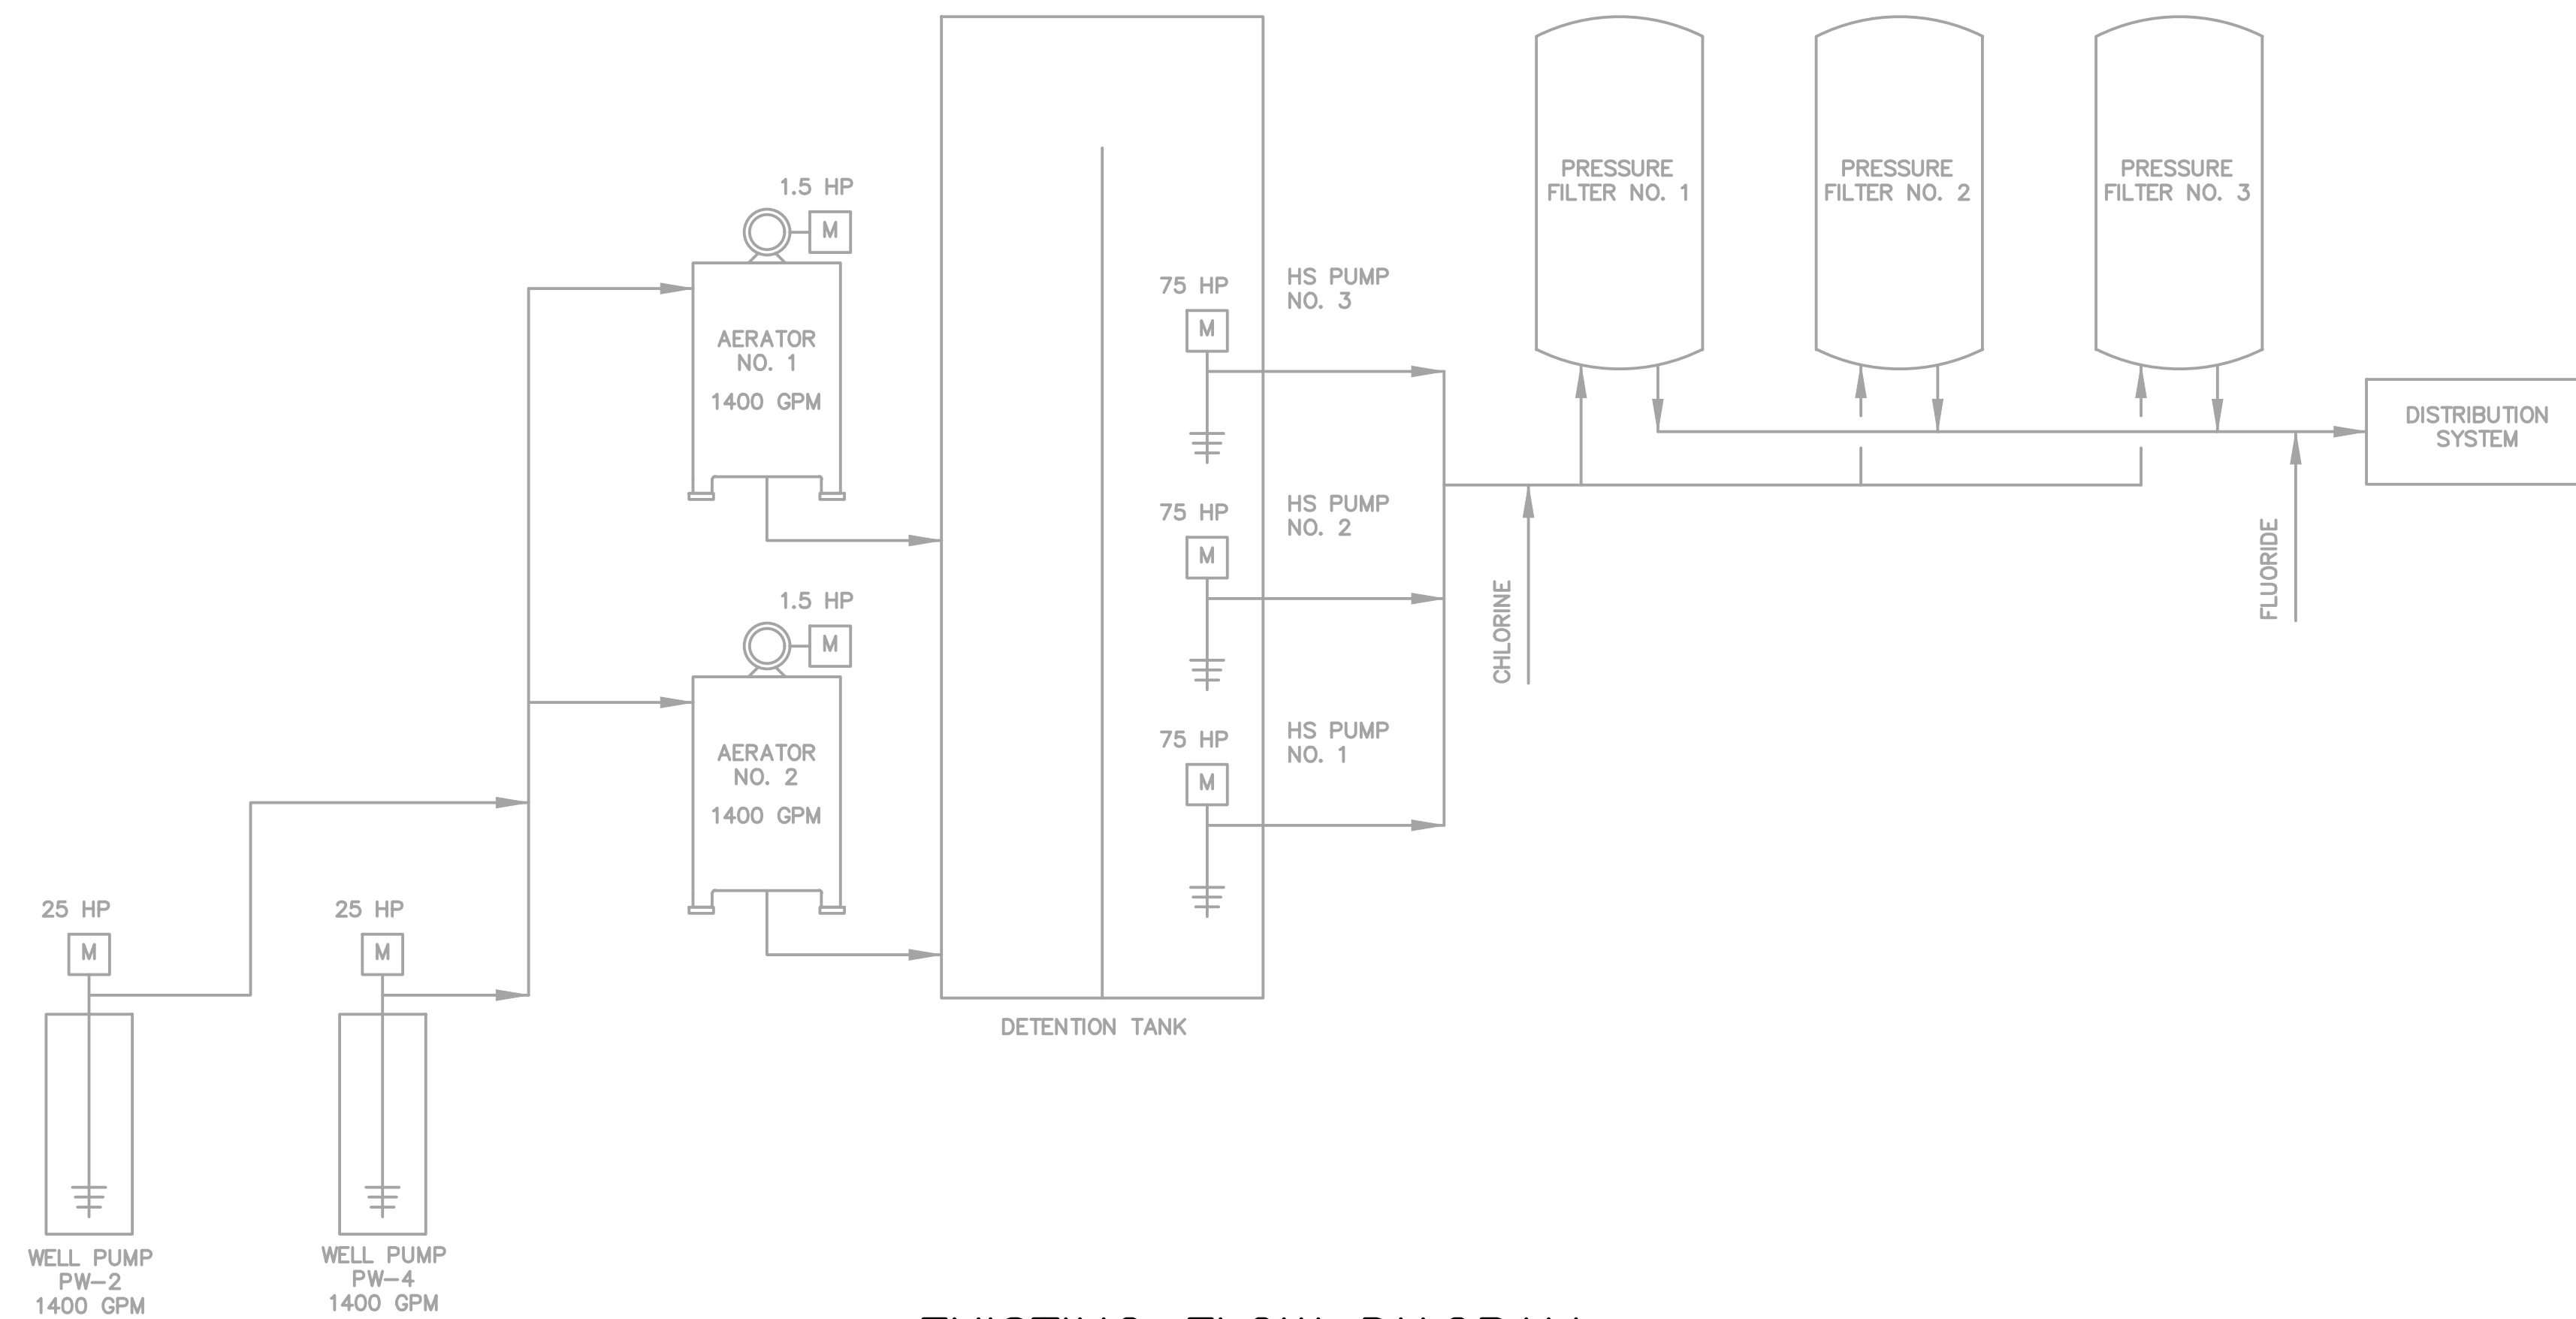 1.5 HP
M
AERATOR
NO. 1
1400 GPM
1.5 HP
M
AERATOR
NO. 2
1400 GPM
25 HP
M
WELL PUMP
PW-2
1400 GPM
25 HP
M
WELL PUMP
PW-4
1400 GPM
75 HP
M
HS PUMP
NO. 3
75 HP
M
HS PUMP
NO. 2
75 HP
M
HS PUMP
NO. 1
DETENTION TANK
CHLORINE
PRESSURE
FILTER NO. 1
PRESSURE
FILTER NO. 2
PRESSURE
FILTER NO. 3
FLUORIDE
DISTRIBUTION
SYSTEM